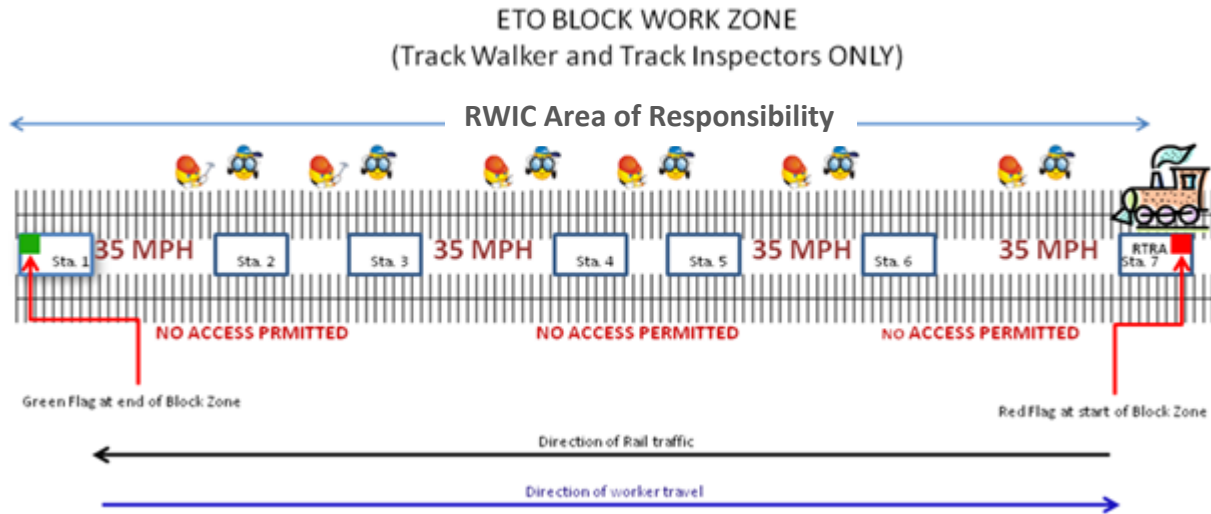 ETO BLOCK WORK ZONE
(Track Walker and Track Inspectors ONLY)
RWIC Area of Responsibility
Sta. 1 35 MPH Sta. 2 Sta. 3 35 MPH Sta. 4 Sta. 5 35 MPH Sta. 6 35 MPH RTRA
Sta. 7
NO ACCESS PRMITTED NO ACCESS PERMITTED NO ACCESS PERMITTED
Green Flag at end of Block Zone Red Flag at start of Block Zone
Direction of Rail traffic
Direction of worker travel